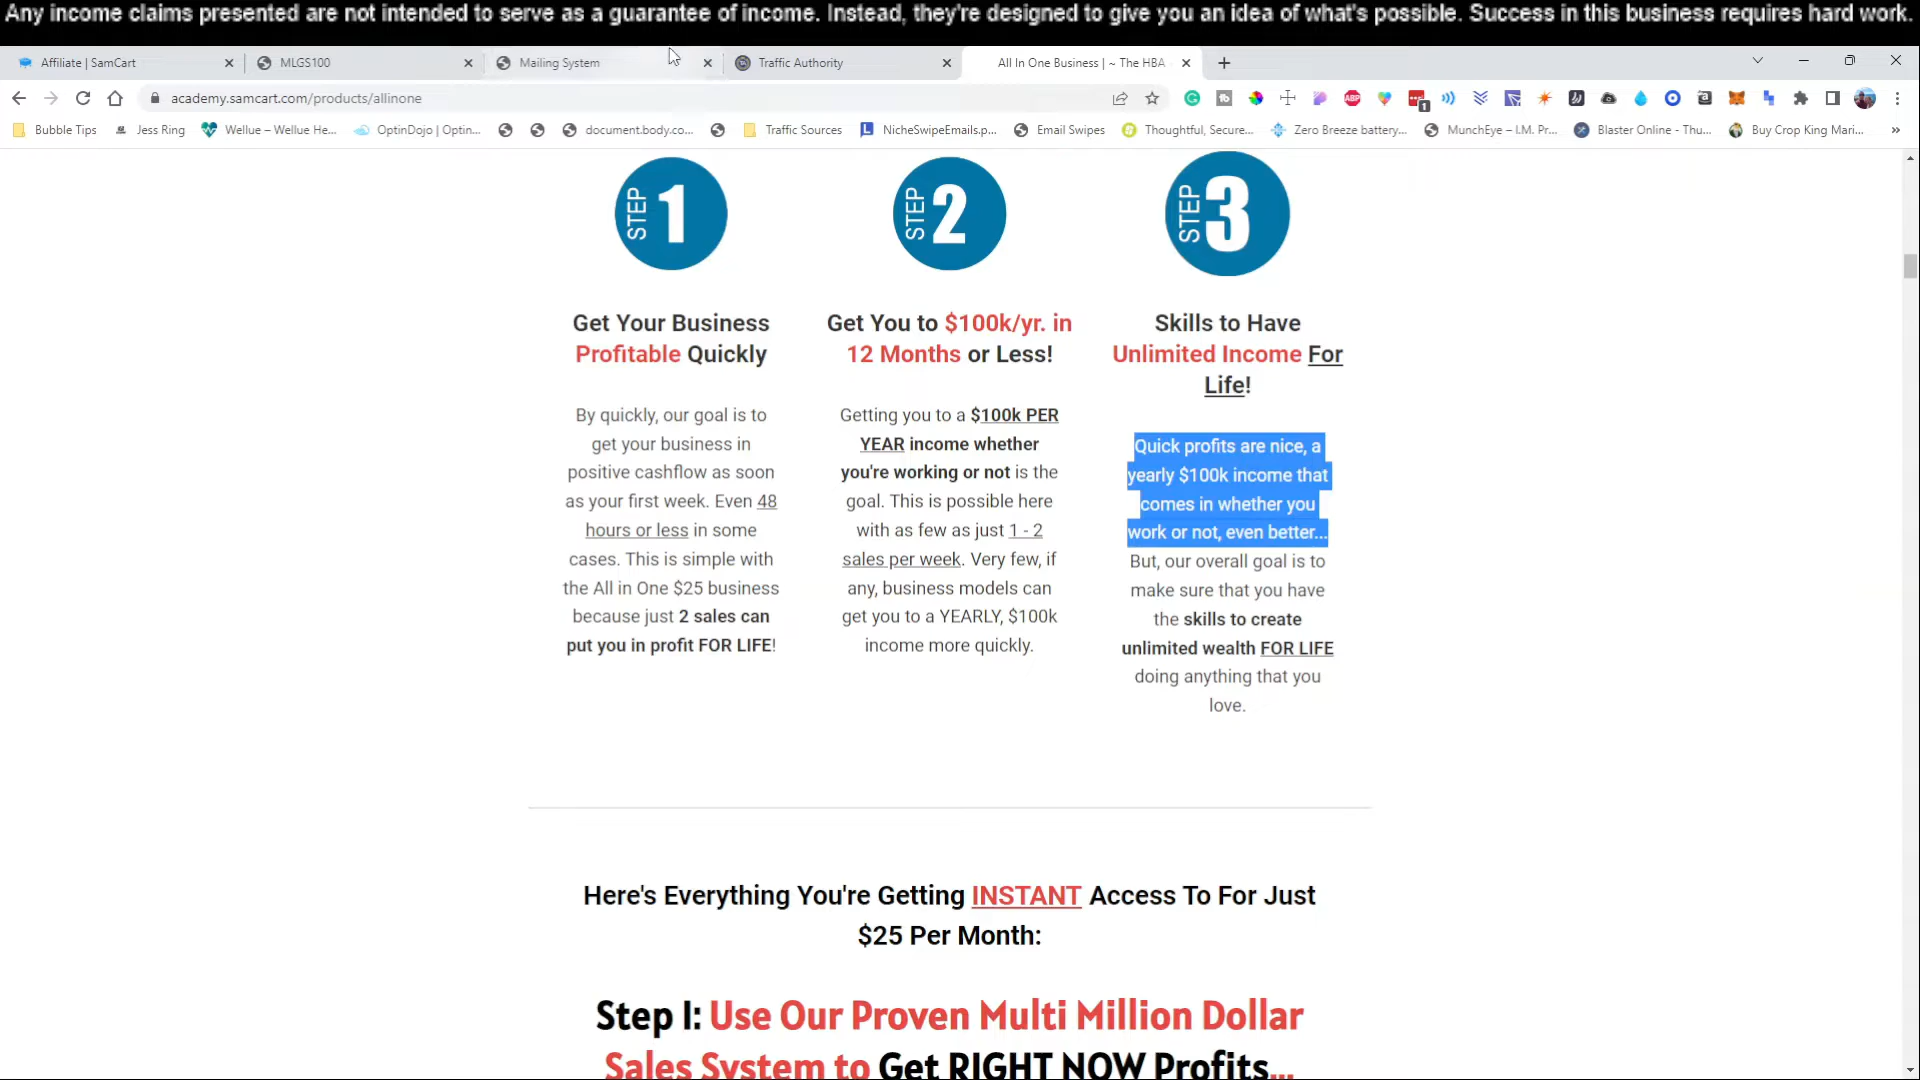 Any income claims presented are not intended to serve as a guarantee of income. Instead, they're designed to give you an idea of what's possible. Success in this business requires hard work.
Affiliate | SamCart
MLGS100
Mailing System
Traffic Authority
All In One Business | ~ The HBA
academy.samcart.com/products/allinone
1
Bubble Tips
Jess Ring
Wellue – Wellue He...
OptinDojo | Optin...
document.body.co...
Traffic Sources
NicheSwipeEmails.p...
Email Swipes
Thoughtful, Secure...
Zero Breeze battery...
MunchEye – I.M. Pr...
Blaster Online - Thu...
Buy Crop King Mari...
»
STEP 1
STEP 2
STEP 3
Get Your Business
Profitable Quickly
By quickly, our goal is to
get your business in
positive cashflow as soon
as your first week. Even 48
hours or less in some
cases. This is simple with
the All in One $25 business
because just 2 sales can
put you in profit FOR LIFE!
Get You to $100k/yr. in
12 Months or Less!
Getting you to a $100k PER
YEAR income whether
you're working or not is the
goal. This is possible here
with as few as just 1 - 2
sales per week. Very few, if
any, business models can
get you to a YEARLY, $100k
income more quickly.
Skills to Have
Unlimited Income For
Life!
Quick profits are nice, a
yearly $100k income that
comes in whether you
work or not, even better...
But, our overall goal is to
make sure that you have
the skills to create
unlimited wealth FOR LIFE
doing anything that you
love.
Here's Everything You're Getting INSTANT Access To For Just
$25 Per Month:
Step I: Use Our Proven Multi Million Dollar
Sales System to Get RIGHT NOW Profits...